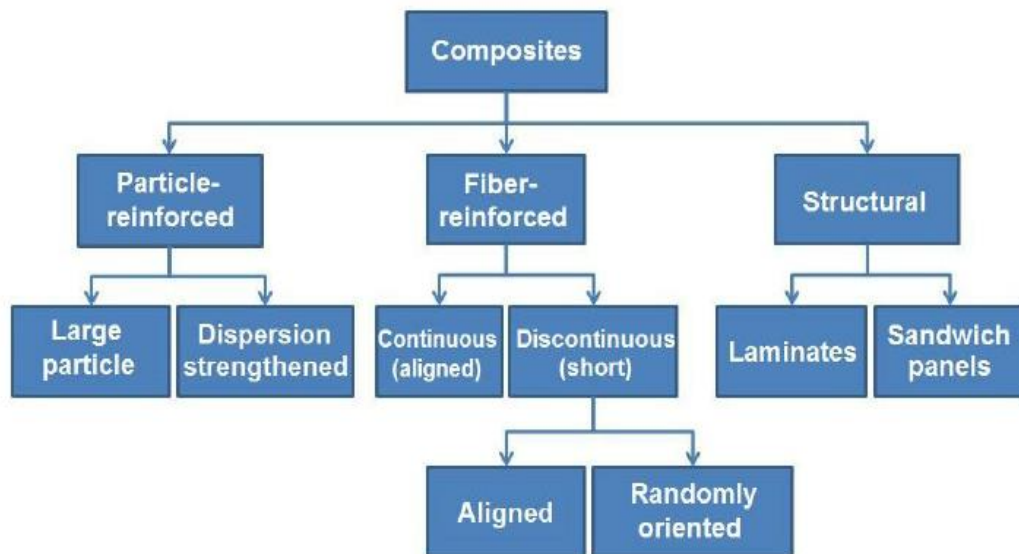 Composites
Particle-
reinforced
Fiber-
reinforced
Structural
Large
particle
Dispersion
strengthened
Continuous
(aligned)
Discontinuous
(short)
Laminates
Sandwich
panels
Aligned
Randomly
oriented